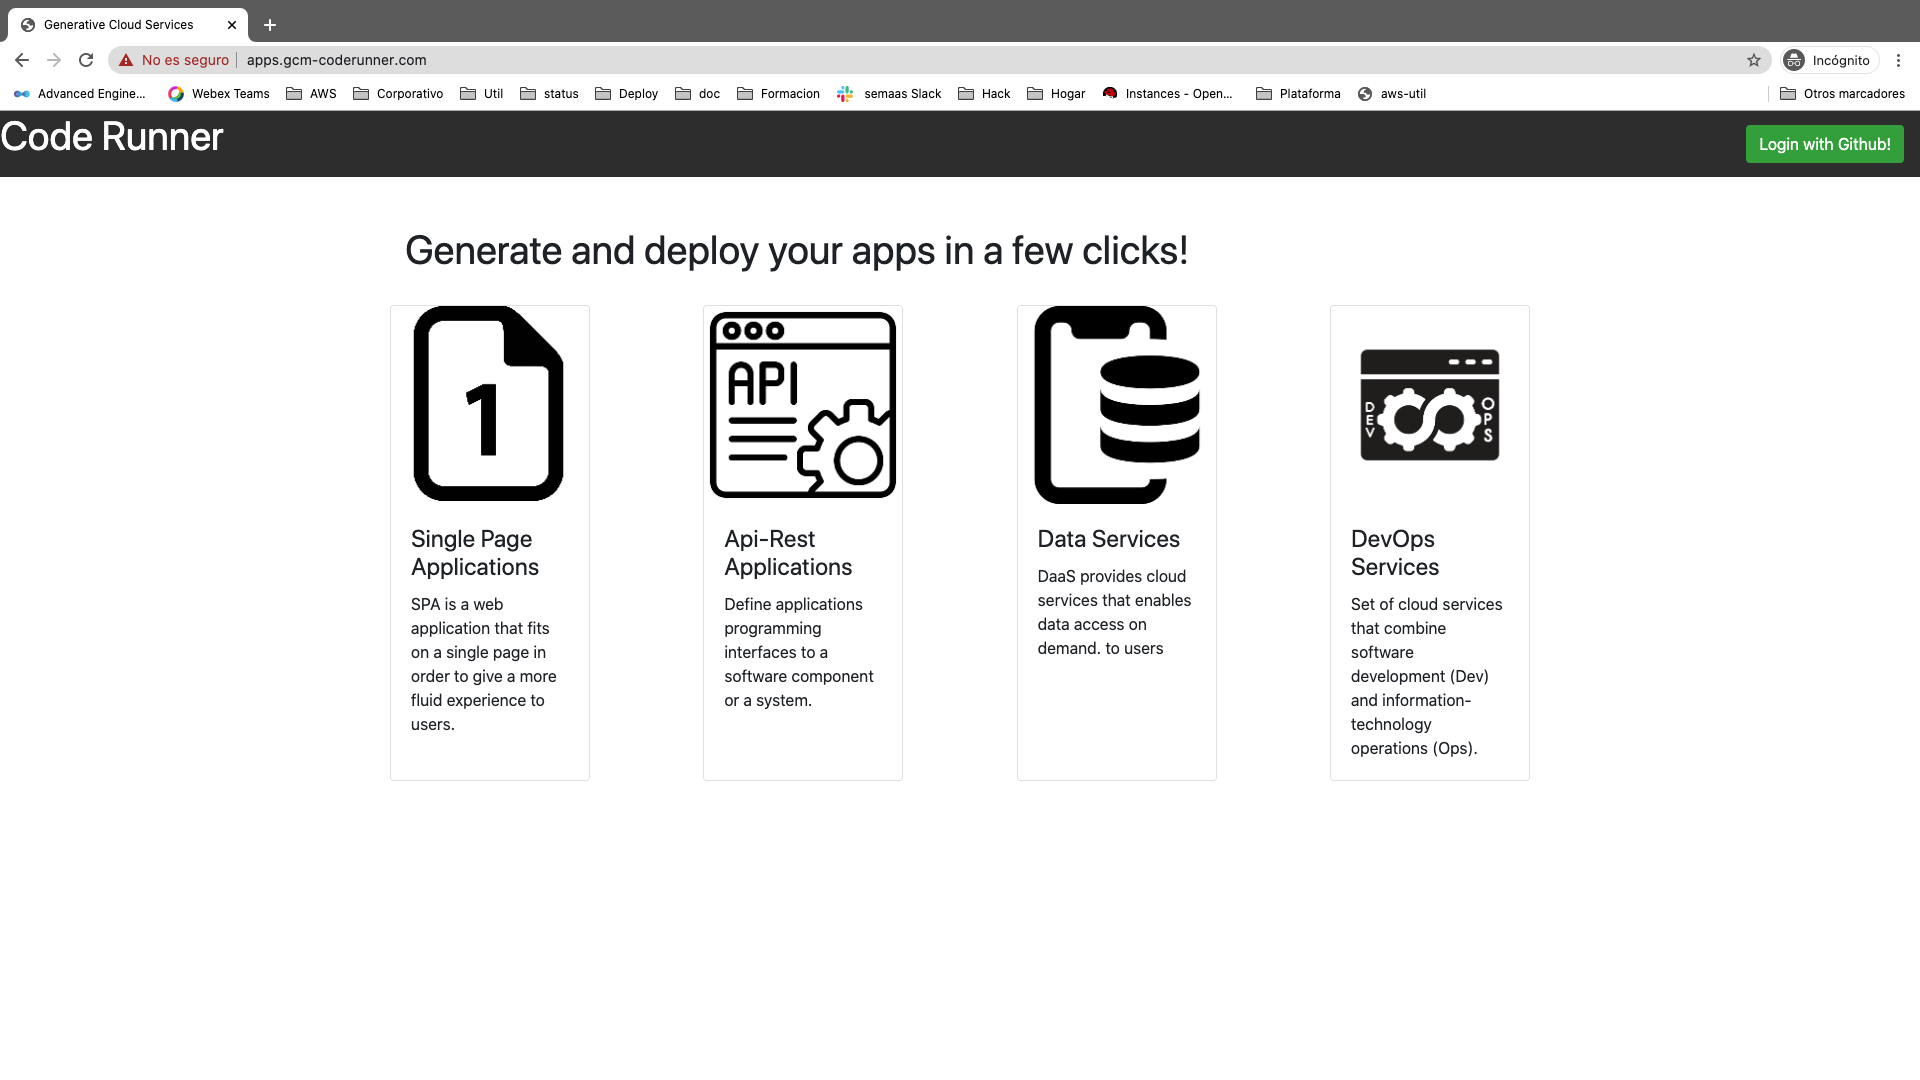 Generative Cloud Services
No es seguro
apps.gcm-coderunner.com
Incógnito
Advanced Engine...
Webex Teams
AWS
Corporativo
Util
status
Deploy
doc
Formacion
semaas Slack
Hack
Hogar
Instances - Open...
Plataforma
aws-util
Otros marcadores
Code Runner
Login with Github!
Generate and deploy your apps in a few clicks!
1
Single Page
Applications
SPA is a web
application that fits
on a single page in
order to give a more
fluid experience to
users.
API
Api-Rest
Applications
Define applications
programming
interfaces to a
software component
or a system.
Data Services
DaaS provides cloud
services that enables
data access on
demand. to users
DEV
OPS
DevOps
Services
Set of cloud services
that combine
software
development (Dev)
and information-
technology
operations (Ops).